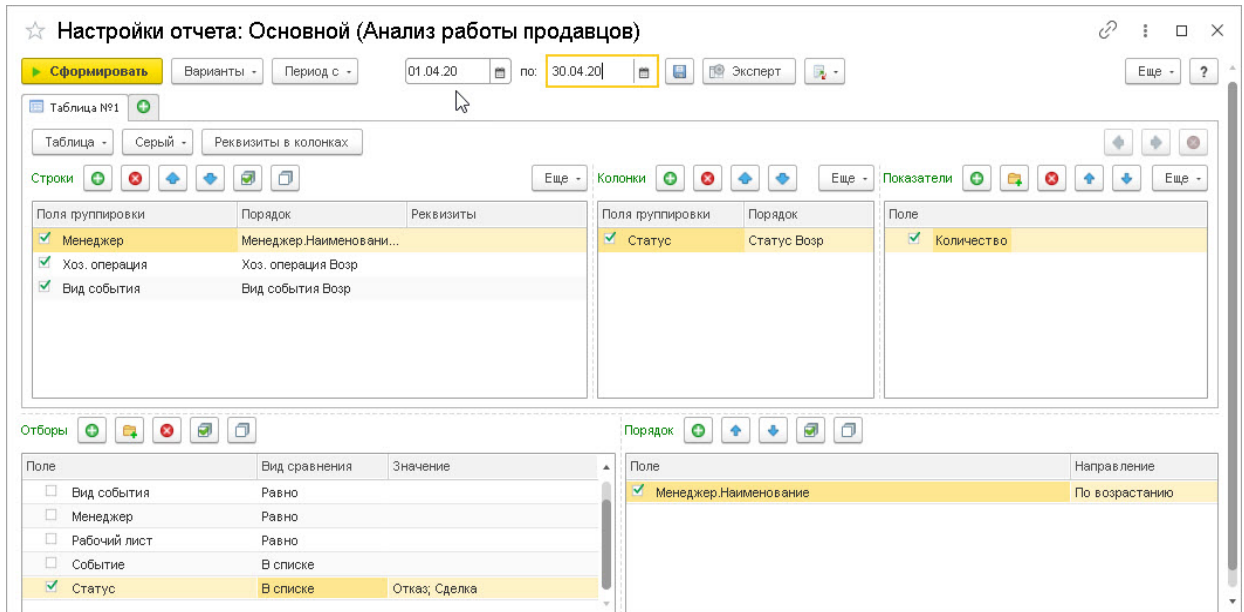 Настройки отчета: Основной (Анализ работы продавцов)
Сформировать Варианты Период с 01.04.20 по: 30.04.20 Эксперт Еще ?
Таблица №1
Таблица Серый Реквизиты в колонках
Строки Еще Колонки Еще Показатели Еще
Поля группировки Порядок Реквизиты Поля группировки Порядок Поле
Менеджер Менеджер.Наименовани... Статус Статус Возр Количество
Хоз. операция Хоз. операция Возр
Вид события Вид события Возр
Отборы Порядок
Поле Вид сравнения Значение Поле Направление
Вид события Равно Менеджер.Наименование По возрастанию
Менеджер Равно
Рабочий лист Равно
Событие В списке
Статус В списке Отказ; Сделка